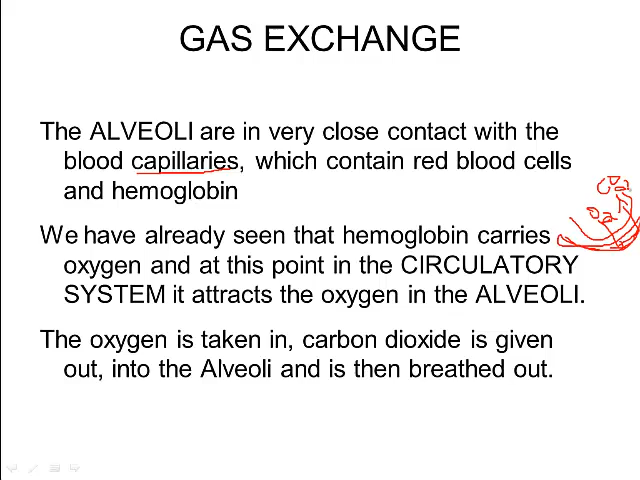 GAS EXCHANGE
The ALVEOLI are in very close contact with the
blood capillaries, which contain red blood cells
and hemoglobin
We have already seen that hemoglobin carries
oxygen and at this point in the CIRCULATORY
SYSTEM it attracts the oxygen in the ALVEOLI.
The oxygen is taken in, carbon dioxide is given
out, into the Alveoli and is then breathed out.